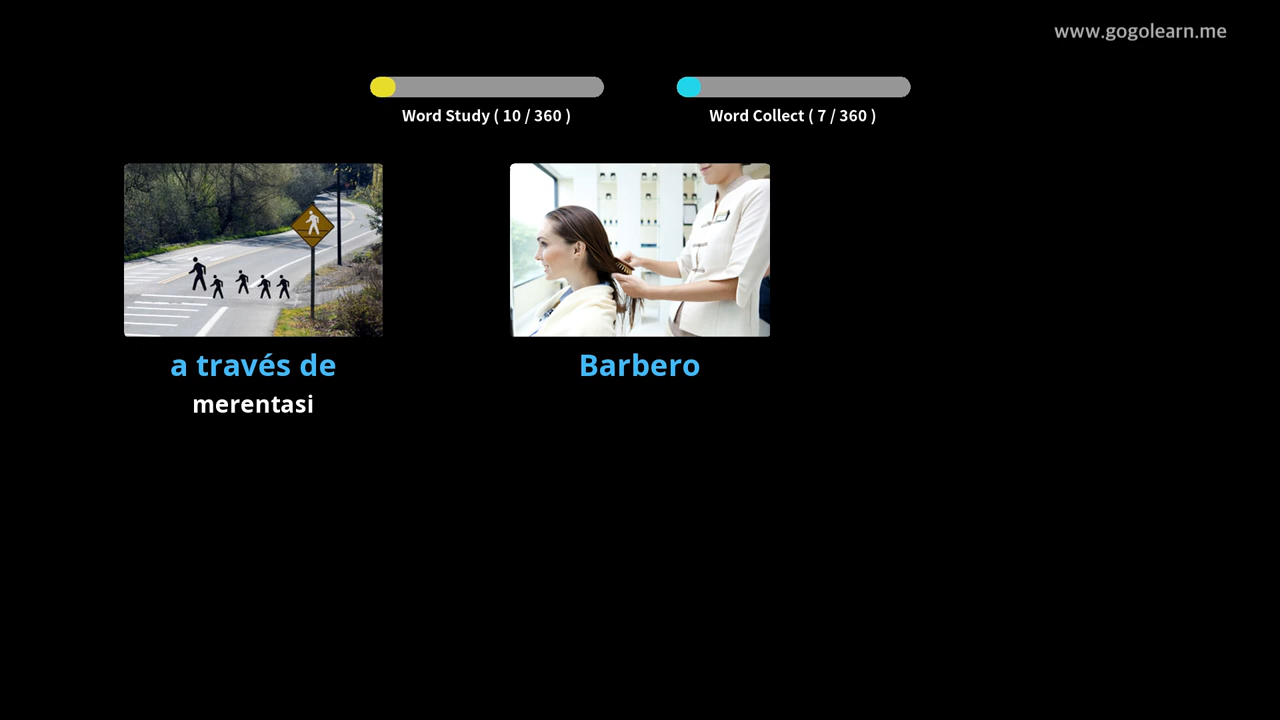 www.gogolearn.me
Word Study ( 10 / 360 )
Word Collect ( 7 / 360 )
a través de
merentasi
Barbero